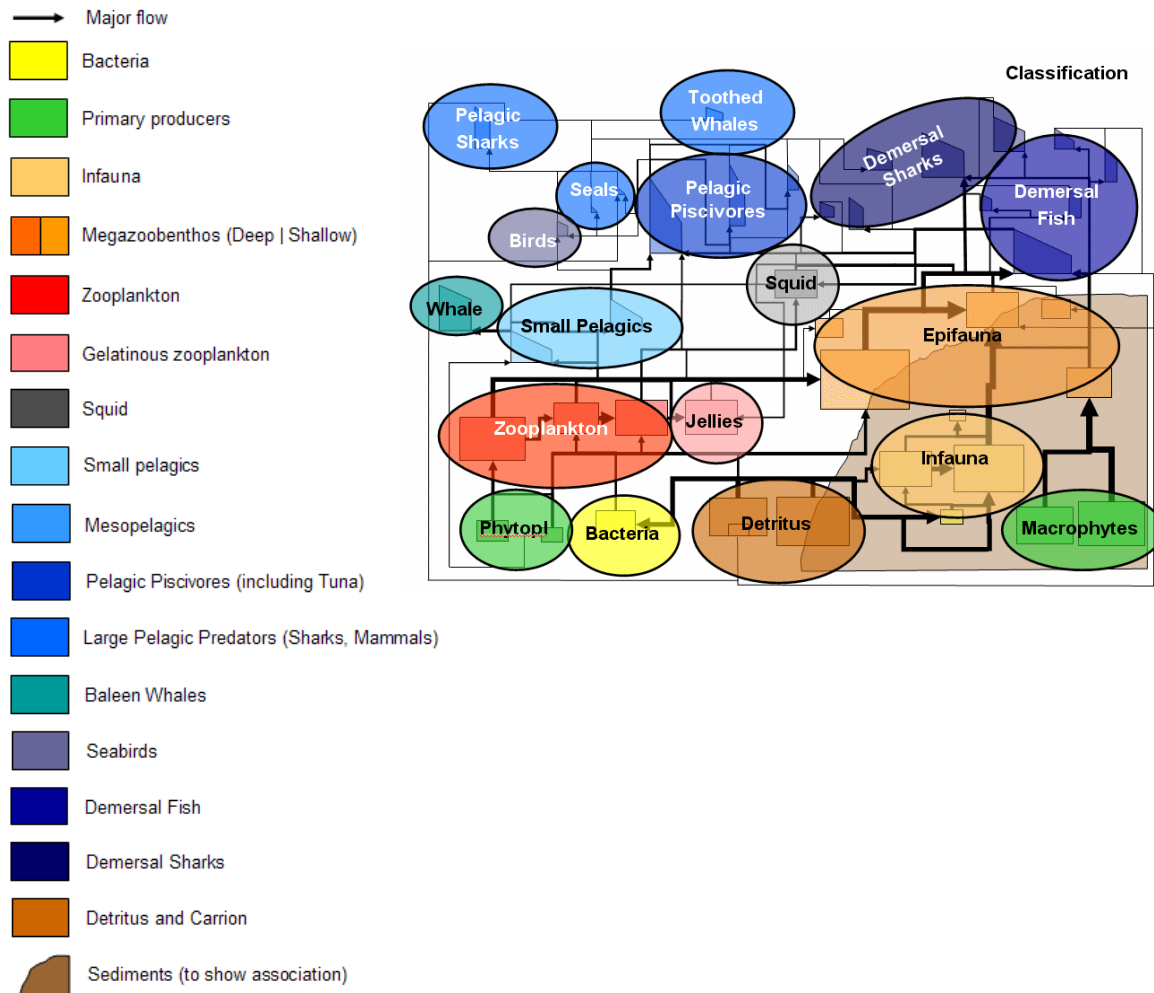 Major flow
Bacteria
Primary producers
Infauna
Megazoobenthos (Deep | Shallow)
Zooplankton
Gelatinous zooplankton
Squid
Small pelagics
Mesopelagics
Pelagic Piscivores (including Tuna)
Large Pelagic Predators (Sharks, Mammals)
Baleen Whales
Seabirds
Demersal Fish
Demersal Sharks
Detritus and Carrion
Sediments (to show association)
Classification
Pelagic
Sharks
Toothed
Whales
Demersal
Sharks
Seals
Pelagic
Piscivores
Demersal
Fish
Birds
Squid
Whale
Small Pelagics
Epifauna
Zooplankton
Jellies
Infauna
Phytopl
Bacteria
Detritus
Macrophytes